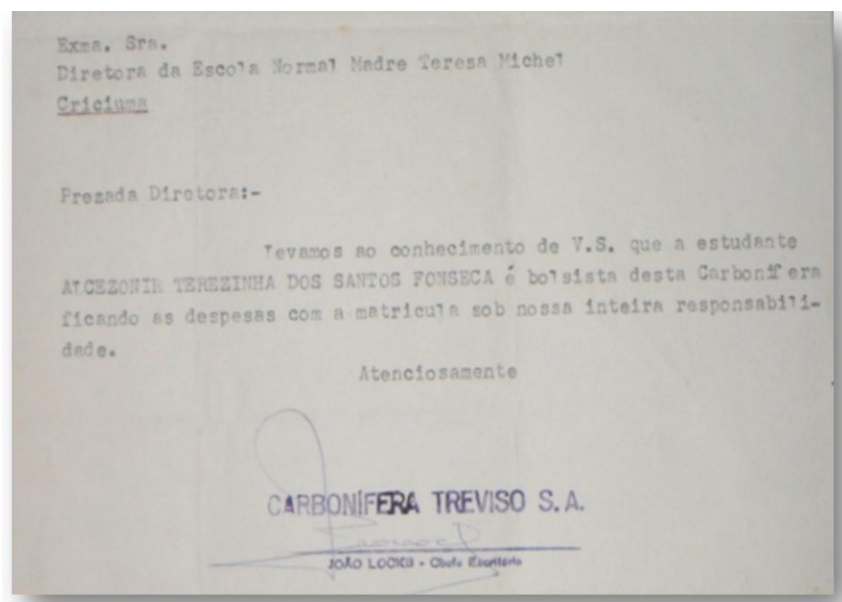 Exma. Sra.
Diretora da Escola Normal Madre Teresa Michel
Criciuma
Prezada Diretora:-
Levamos ao conhecimento de V.S. que a estudante
ALCEZONIR TEREZINHA DOS SANTOS FONSECA é bolsista desta Carbonífera
ficando as despesas com a matricula sob nossa inteira responsabili-
dade.
Atenciosamente
CARBONÍFERA TREVISO S.A.
JOÃO LOCKS - Chefe Escritório